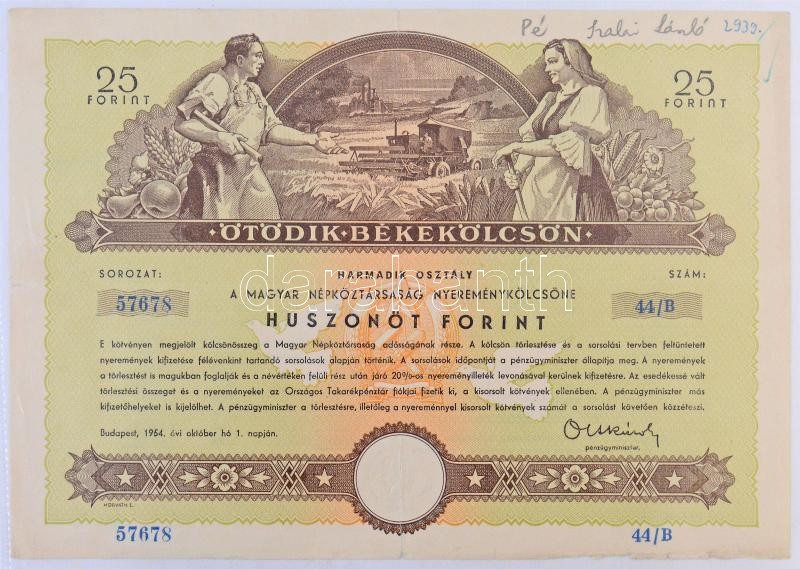 Pé Szalai László 2939.
25
FORINT
25
FORINT
ÖTÖDIK·BÉKEKÖLCSÖN
SOROZAT:
57678
HARMADIK OSZTÁLY
SZÁM:
44/B
A MAGYAR NÉPKÖZTÁRSASÁG NYEREMÉNYKÖLCSÖNE
HUSZONÖT FORINT
darabanth
E kötvényen megjelölt kölcsönösszeg a Magyar Népköztársaság adósságának része. A kölcsön törlesztése és a sorsolási tervben feltüntetett
nyeremények kifizetése félévenkint tartandó sorsolások alapján történik. A sorsolások időpontját a pénzügyminiszter állapítja meg. A nyeremények
a törlesztést is magukban foglalják és a névértéken felüli rész után járó 20%-os nyereményilleték levonásával kerülnek kifizetésre. Az esedékessé vált
törlesztési összeget és a nyereményeket az Országos Takarékpénztár fiókjai fizetik ki, a kisorsolt kötvények ellenében. A pénzügyminiszter más
kifizetőhelyeket is kijelölhet. A pénzügyminiszter a törlesztésre, illetőleg a nyereménnyel kisorsolt kötvények számát a sorsolást követően közzéteszi.
Budapest, 1954. évi október hó 1. napján.
pénzügyminiszter.
HORVÁTH E.
57678
44/B